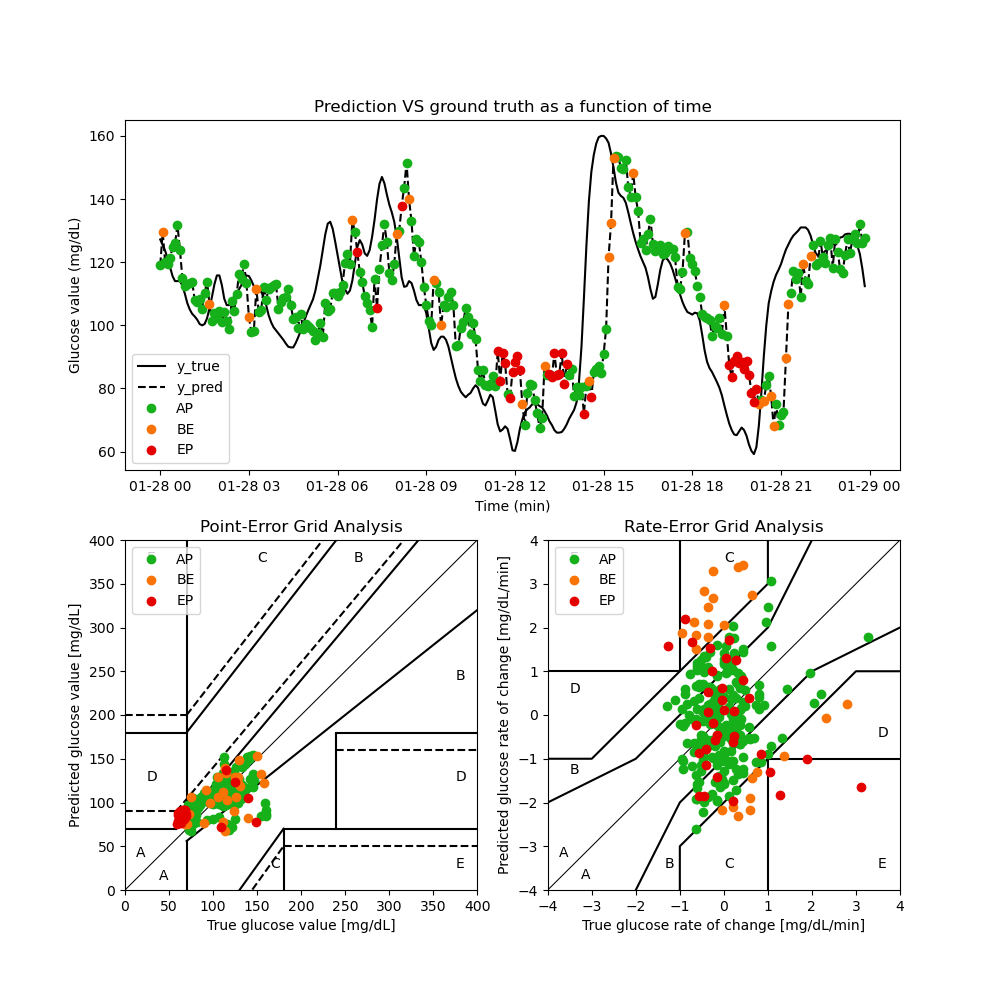 Prediction VS ground truth as a function of time
Glucose value (mg/dL)
160
140
120
100
80
60
y_true
y_pred
AP
BE
EP
01-28 00 01-28 03 01-28 06 01-28 09 01-28 12 01-28 15 01-28 18 01-28 21 01-29 00
Time (min)
Point-Error Grid Analysis
Predicted glucose value [mg/dL]
400
350
300
250
200
150
100
50
0
AP
BE
EP
C
B
B
D
D
A
A
C
E
0 50 100 150 200 250 300 350 400
True glucose value [mg/dL]
Rate-Error Grid Analysis
Predicted glucose rate of change [mg/dL/min]
4
3
2
1
0
−1
−2
−3
−4
AP
BE
EP
C
D
D
B
A
A
B
C
E
−4 −3 −2 −1 0 1 2 3 4
True glucose rate of change [mg/dL/min]